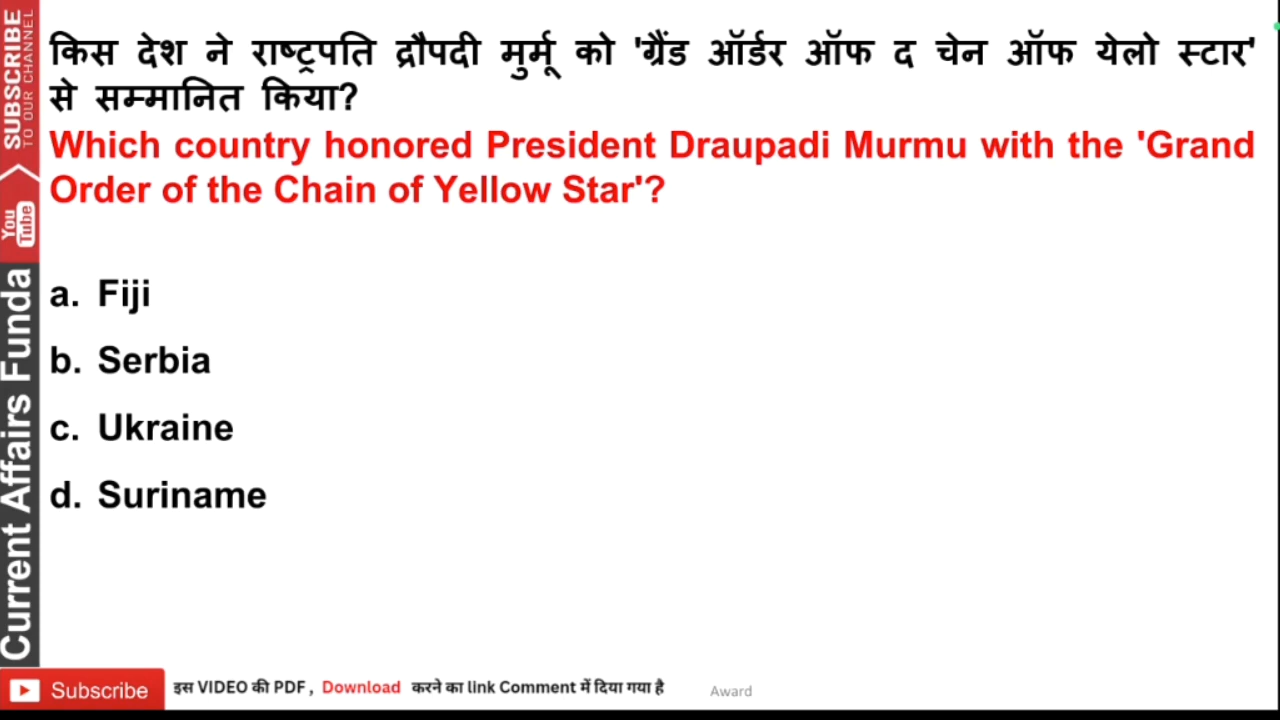 किस देश ने राष्ट्रपति द्रौपदी मुर्मू को 'ग्रैंड ऑर्डर ऑफ द चेन ऑफ येलो स्टार'
से सम्मानित किया?
Which country honored President Draupadi Murmu with the 'Grand
Order of the Chain of Yellow Star'?
a. Fiji
b. Serbia
c. Ukraine
d. Suriname
SUBSCRIBE
TO OUR CHANNEL
You
Tube
Current Affairs Funda
Subscribe
इस VIDEO की PDF , Download करने का link Comment में दिया गया है
Award